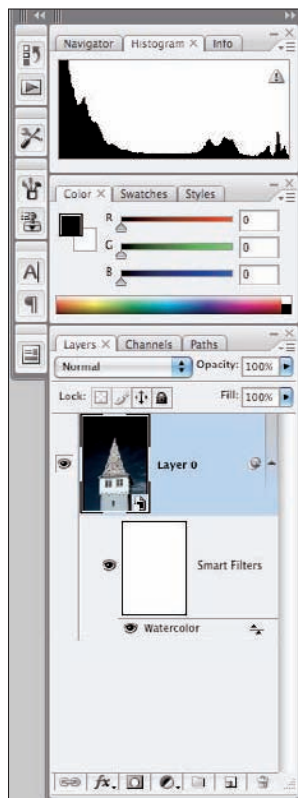 Navigator Histogram × Info
Color × Swatches Styles
R 0
G 0
B 0
A
Layers × Channels Paths
Normal Opacity: 100%
Lock: Fill: 100%
Layer 0
Smart Filters
Watercolor
fx